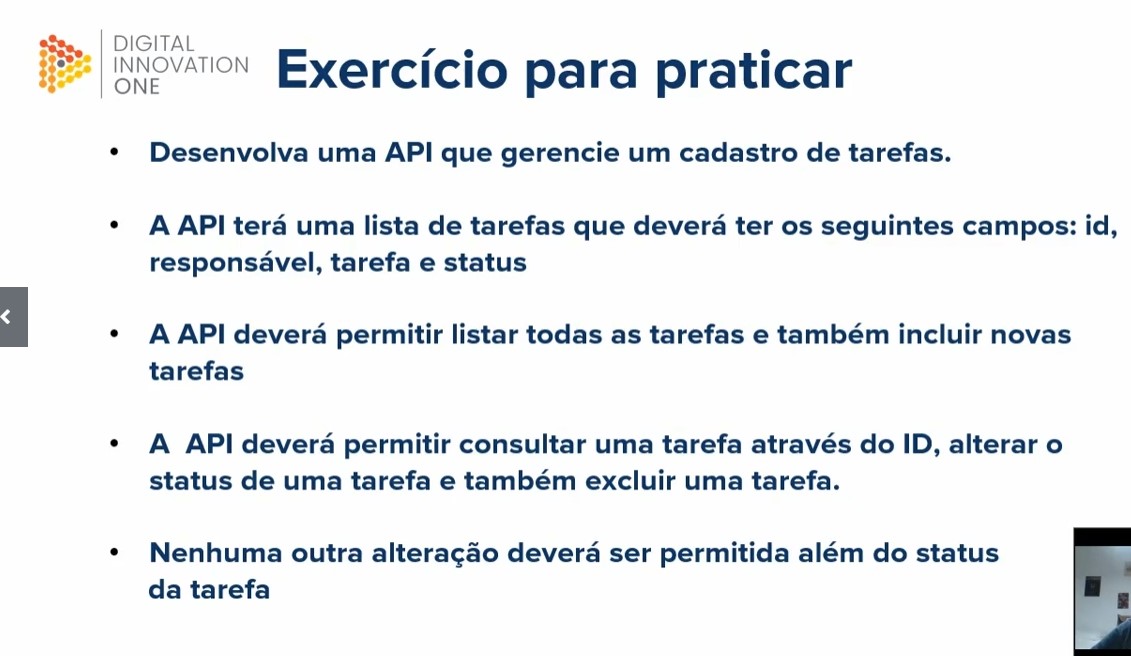 DIGITAL
INNOVATION
ONE
Exercício para praticar
• Desenvolva uma API que gerencie um cadastro de tarefas.
• A API terá uma lista de tarefas que deverá ter os seguintes campos: id,
responsável, tarefa e status
• A API deverá permitir listar todas as tarefas e também incluir novas
tarefas
• A API deverá permitir consultar uma tarefa através do ID, alterar o
status de uma tarefa e também excluir uma tarefa.
• Nenhuma outra alteração deverá ser permitida além do status
da tarefa